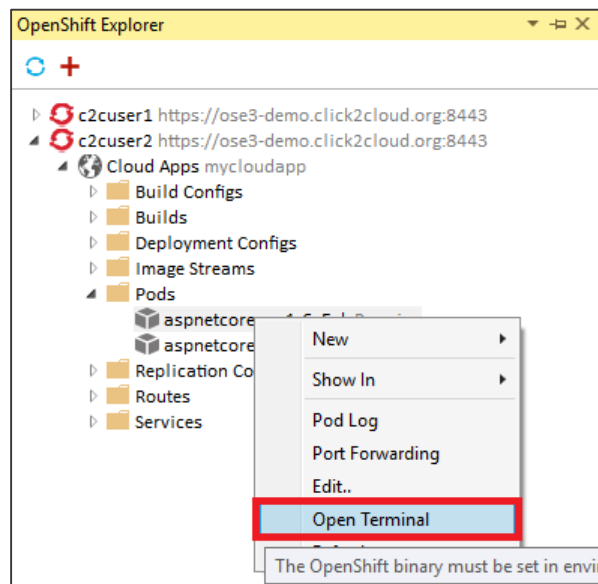 OpenShift Explorer
c2cuser1 https://ose3-demo.click2cloud.org:8443
c2cuser2 https://ose3-demo.click2cloud.org:8443
Cloud Apps mycloudapp
Build Configs
Builds
Deployment Configs
Image Streams
Pods
aspnetcore
aspnetcore
Replication Co
Routes
Services
New
Show In
Pod Log
Port Forwarding
Edit..
Open Terminal
The OpenShift binary must be set in envi